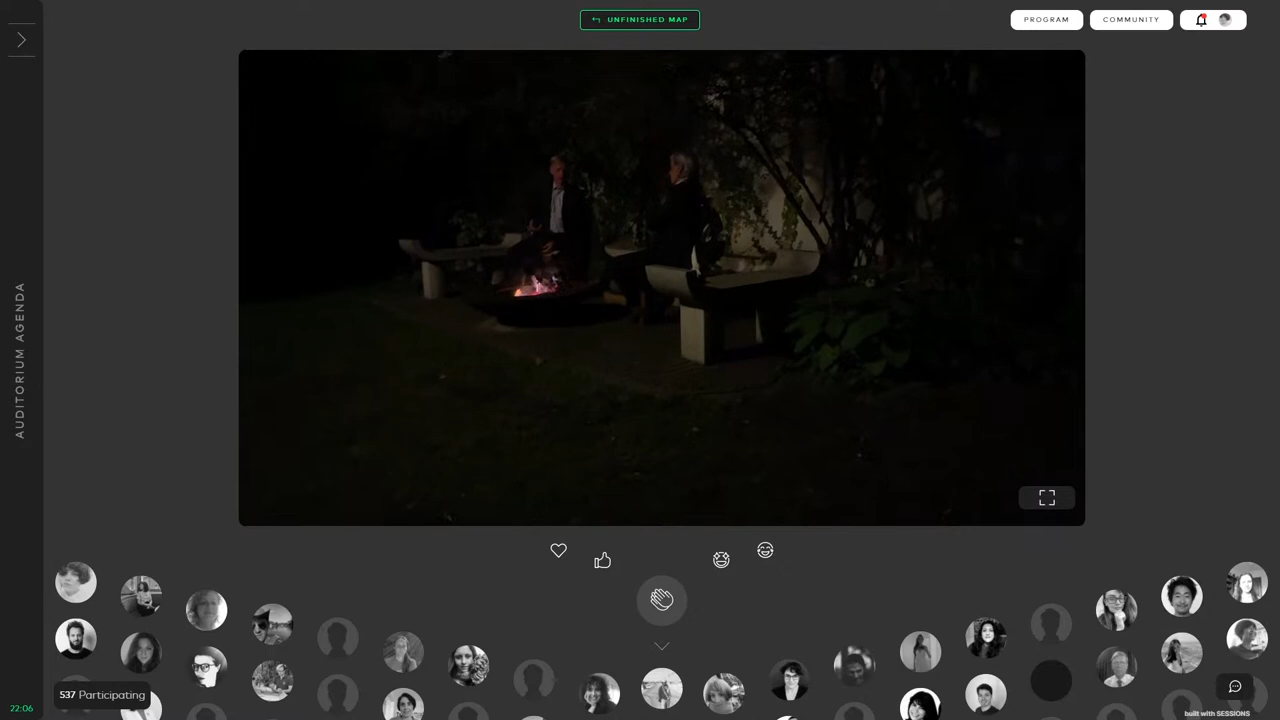 UNFINISHED MAP
PROGRAM
COMMUNITY
AUDITORIUM AGENDA
537 Participating
22:06
built with SESSIONS